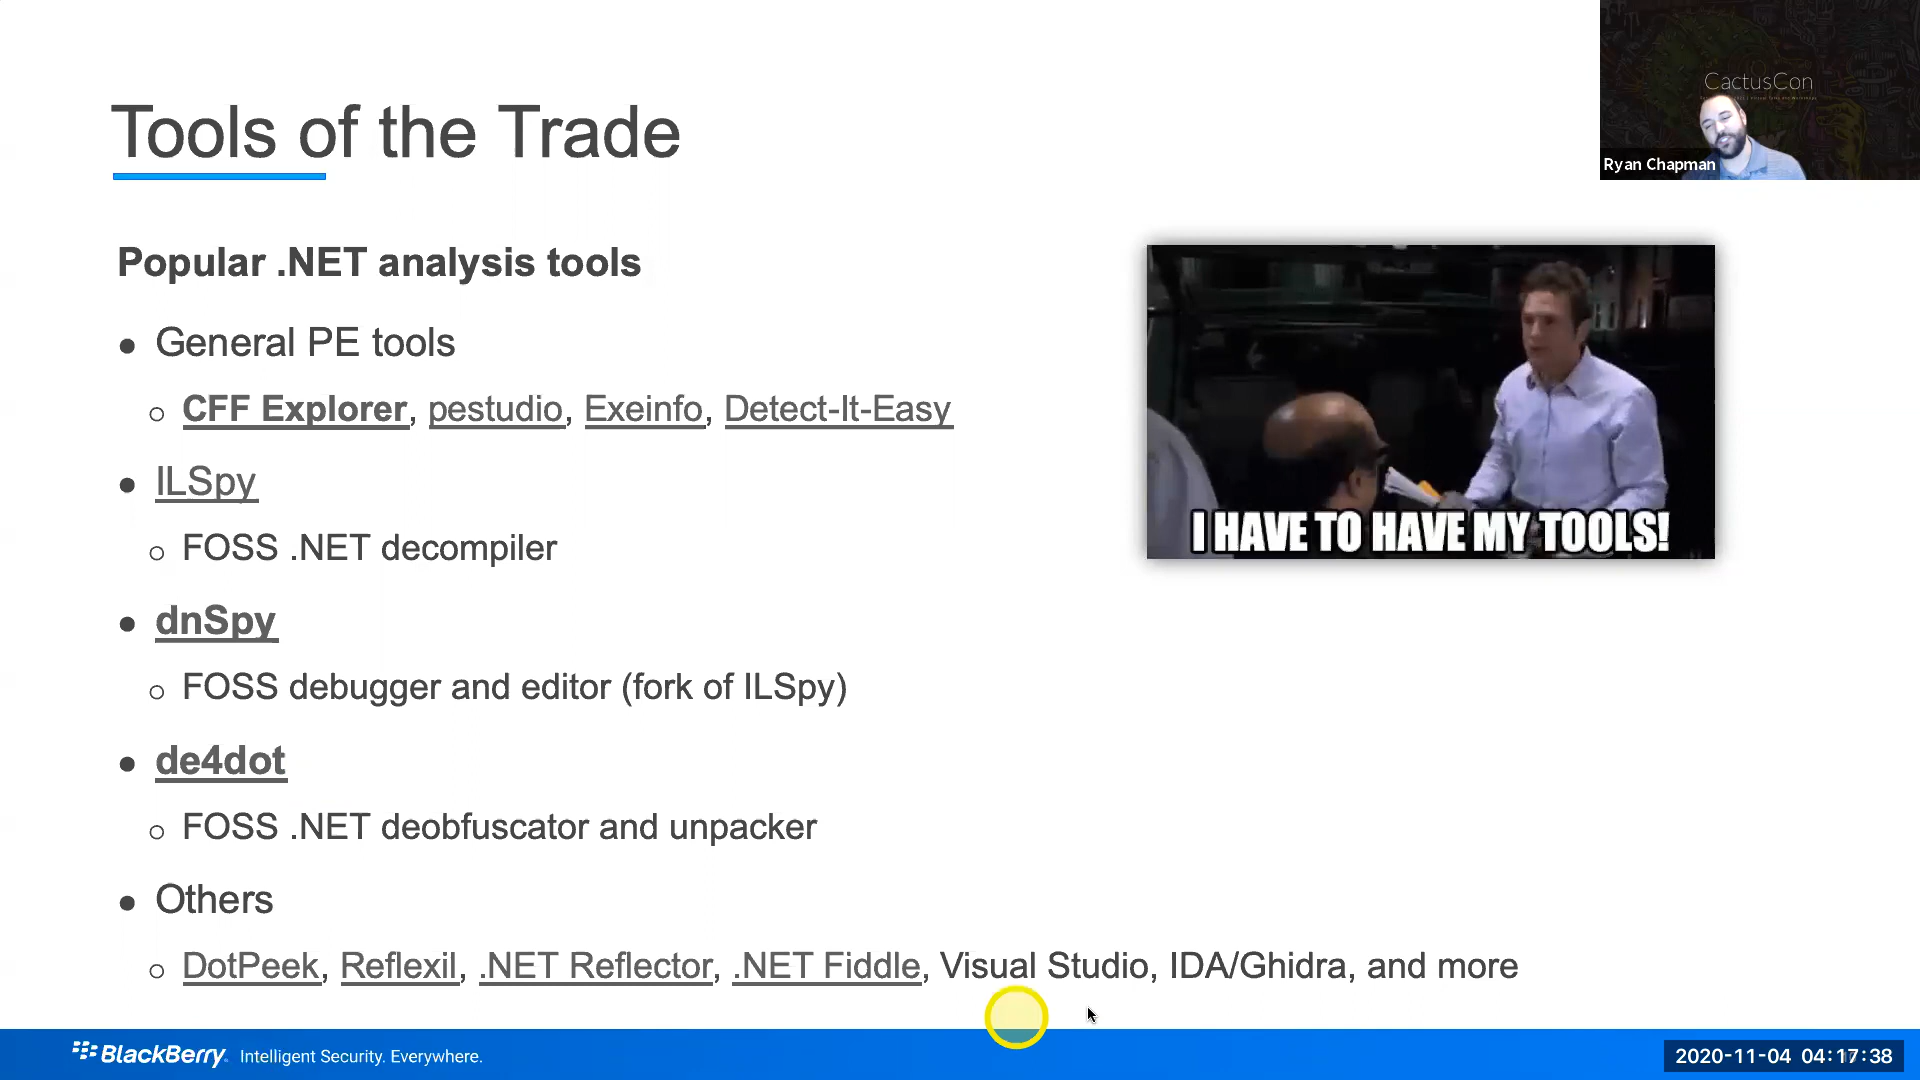 CactusCon
Ryan Chapman
Tools of the Trade
Popular .NET analysis tools
● General PE tools
○ CFF Explorer, pestudio, Exeinfo, Detect-It-Easy
● ILSpy
○ FOSS .NET decompiler
● dnSpy
○ FOSS debugger and editor (fork of ILSpy)
● de4dot
○ FOSS .NET deobfuscator and unpacker
● Others
○ DotPeek, Reflexil, .NET Reflector, .NET Fiddle, Visual Studio, IDA/Ghidra, and more
I HAVE TO HAVE MY TOOLS!
BlackBerry Intelligent Security. Everywhere.
2020-11-04 04:17:38